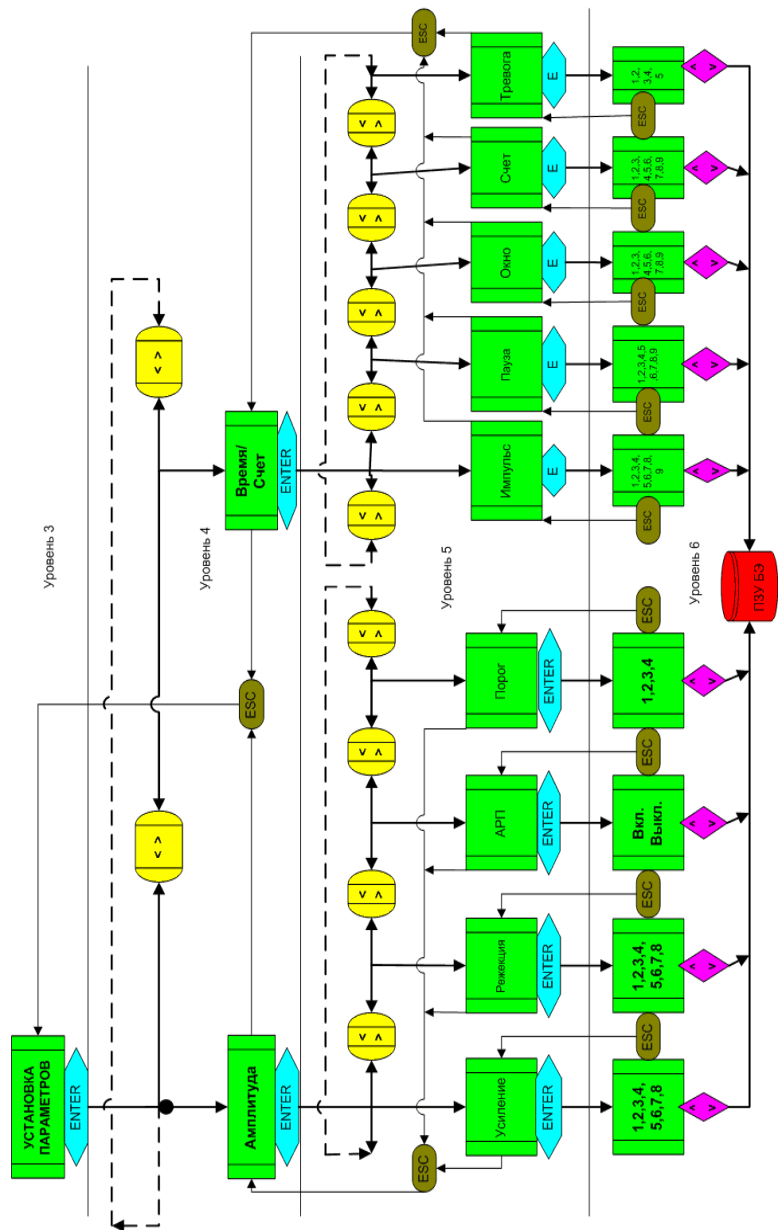 УСТАНОВКА
ПАРАМЕТРОВ
ENTER
Уровень 3
< >
< >
Амплитуда
ENTER
ESC
Уровень 4
Время/
Счет
ENTER
< >
< >
< >
< >
< >
< >
< >
< >
< >
ESC
Уровень 5
ESC
Усиление
ENTER
Режекция
ENTER
АРП
ENTER
Порог
ENTER
Импульс
E
Пауза
E
Окно
E
Счет
E
Тревога
E
ESC
ESC
ESC
ESC
ESC
ESC
ESC
ESC
ESC
1,2,3,4,
5,6,7,8
1,2,3,4,
5,6,7,8
Вкл.
Выкл.
1,2,3,4
1,2,3,4,
5,6,7,8,
9
1,2,3,4,5
,6,7,8,9
1,2,3,
4,5,6,
7,8,9
1,2,3,
4,5,6,
7,8,9
1,2,
3,4,
5
Уровень 6
ПЗУ БЭ